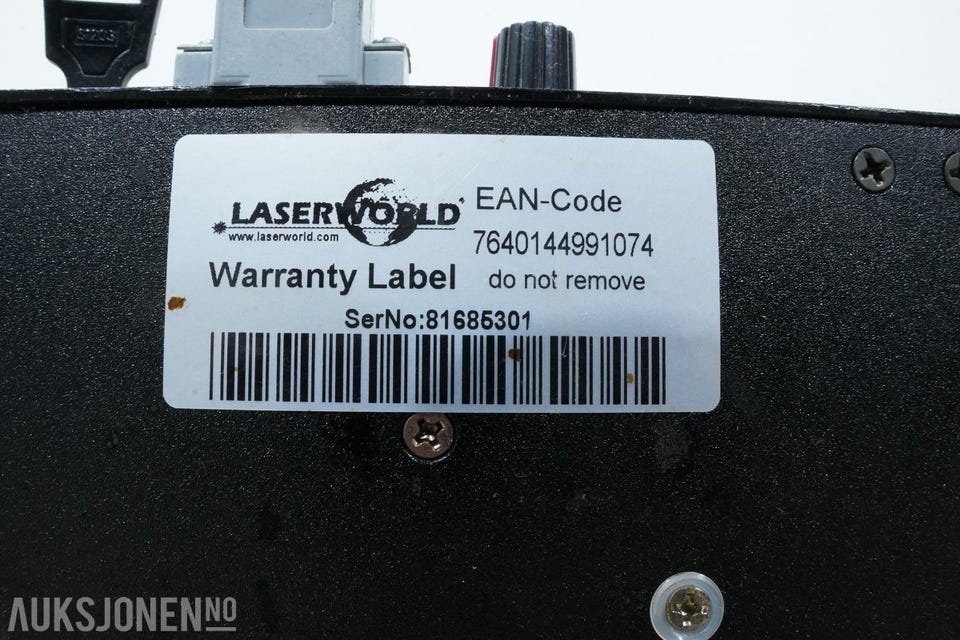 LASERWORLD
www.laserworld.com
EAN-Code
7640144991074
Warranty Label
do not remove
SerNo:81685301
AUKSJONEN.NO